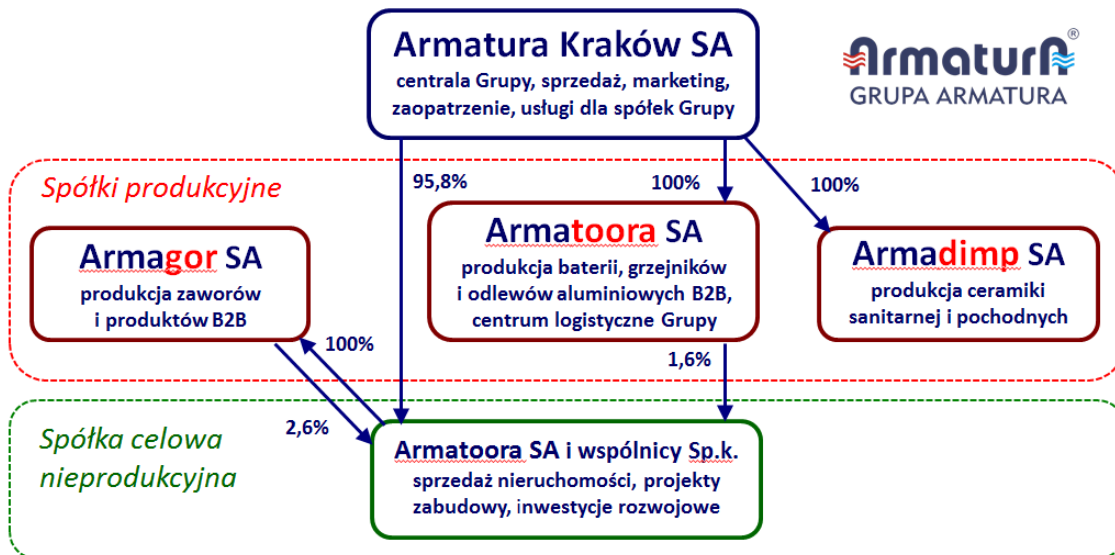 Armatura Kraków SA
centrala Grupy, sprzedaż, marketing,
zaopatrzenie, usługi dla spółek Grupy
ArmaturA®
GRUPA ARMATURA
Spółki produkcyjne
95,8%
100%
100%
Armagor SA
produkcja zaworów
i produktów B2B
Armatoora SA
produkcja baterii, grzejników
i odlewów aluminiowych B2B,
centrum logistyczne Grupy
Armadimp SA
produkcja ceramiki
sanitarnej i pochodnych
100%
1,6%
2,6%
Spółka celowa
nieprodukcyjna
Armatoora SA i wspólnicy Sp.k.
sprzedaż nieruchomości, projekty
zabudowy, inwestycje rozwojowe